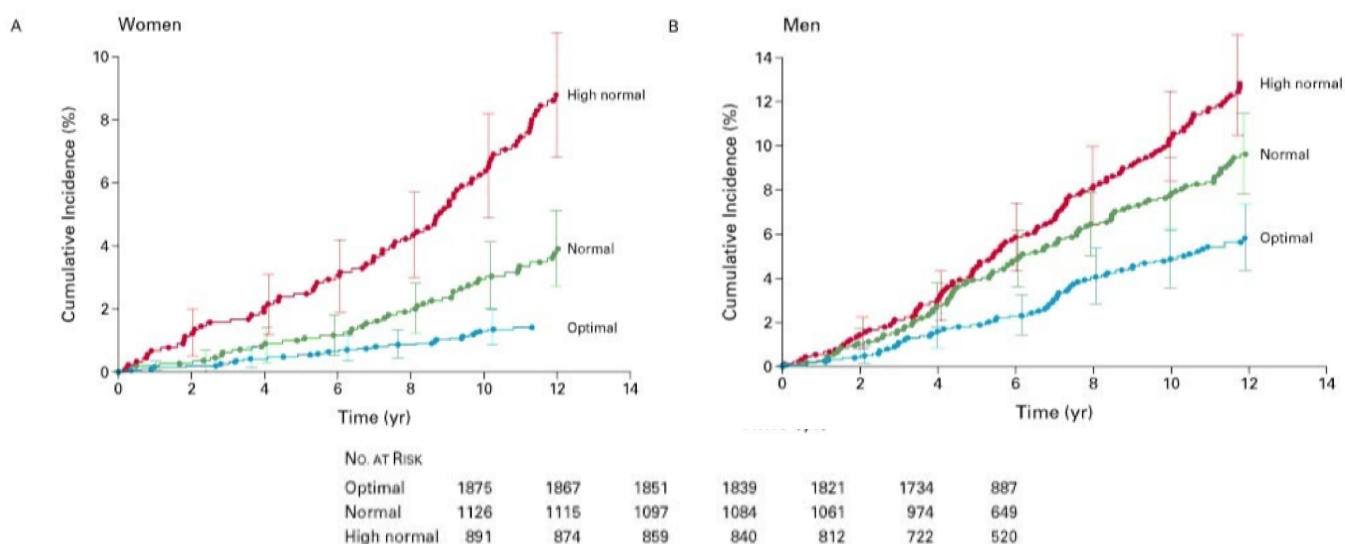 A
Women
10
8
6
4
2
0
Cumulative Incidence (%)
High normal
Normal
Optimal
0 2 4 6 8 10 12 14
Time (yr)
B
Men
14
12
10
8
6
4
2
0
Cumulative Incidence (%)
High normal
Normal
Optimal
0 2 4 6 8 10 12 14
Time (yr)
NO. AT RISK
Optimal 1875 1867 1851 1839 1821 1734 887
Normal 1126 1115 1097 1084 1061 974 649
High normal 891 874 859 840 812 722 520